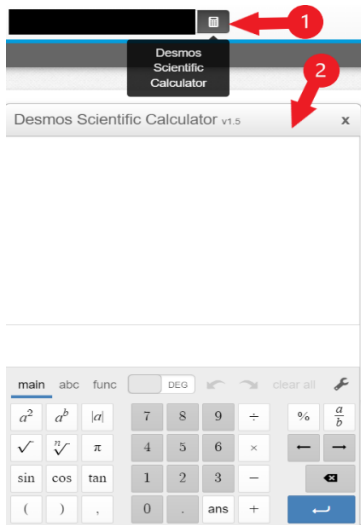 1
Desmos
Scientific
Calculator
2
Desmos Scientific Calculator v1.5 x
main abc func DEG clear all
a² aᵇ |a| 7 8 9 ÷ % a/b
√ ⁿ√ π 4 5 6 × ← →
sin cos tan 1 2 3 −
( ) , 0 . ans +